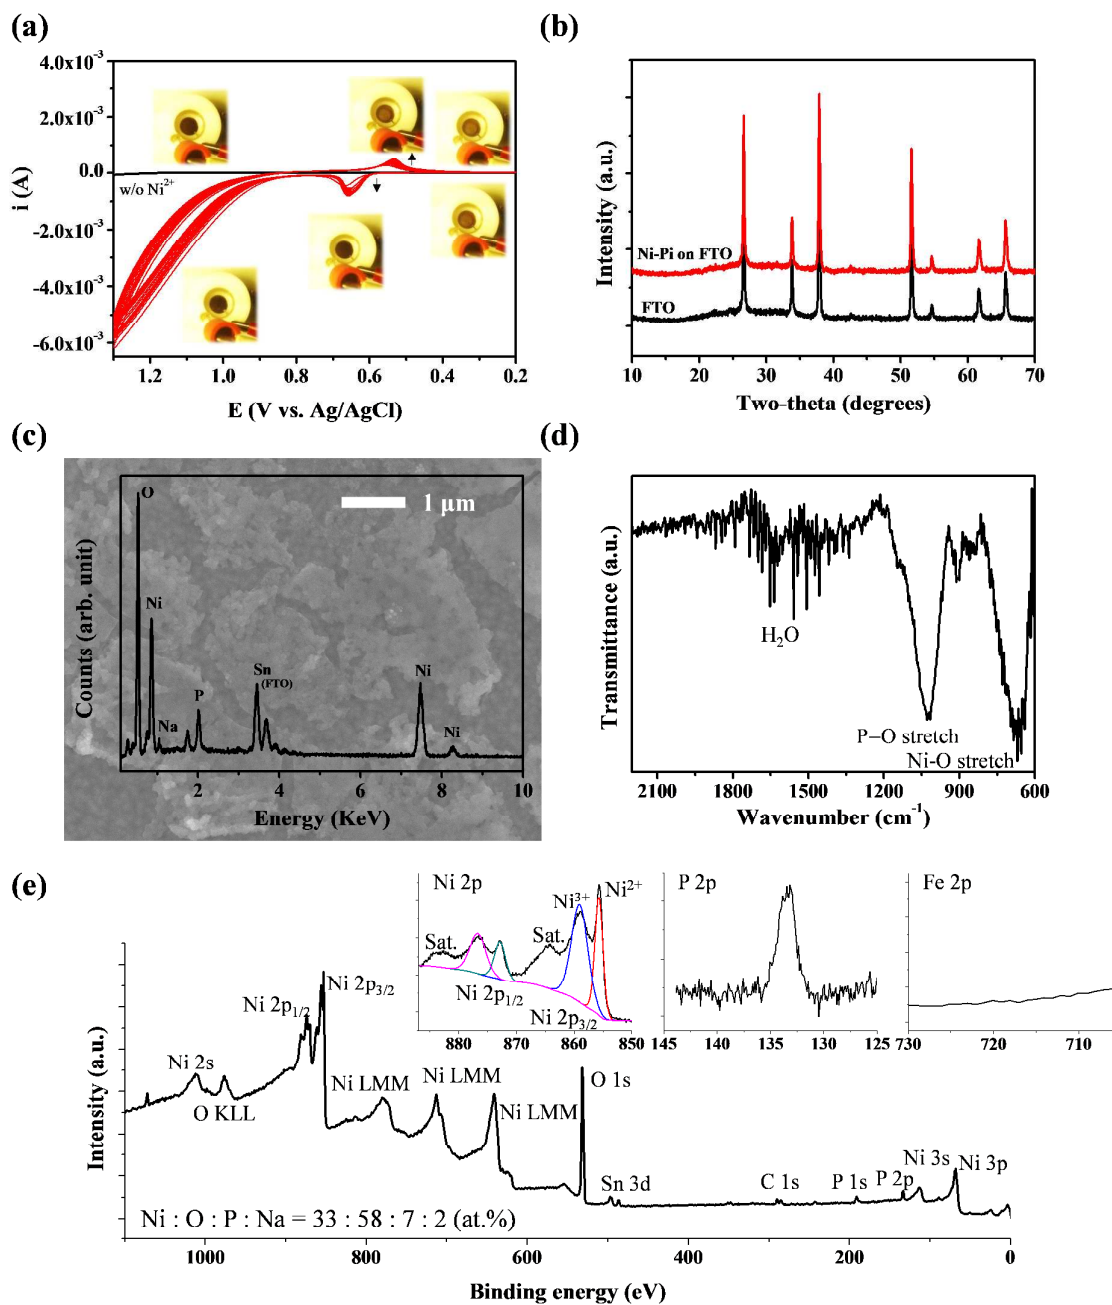 (a)
4.0x10⁻³
2.0x10⁻³
0.0
-2.0x10⁻³
-4.0x10⁻³
-6.0x10⁻³
i (A)
w/o Ni²⁺
1.2 1.0 0.8 0.6 0.4 0.2
E (V vs. Ag/AgCl)
(b)
Intensity (a.u.)
Ni-Pi on FTO
FTO
10 20 30 40 50 60 70
Two-theta (degrees)
(c)
Counts (arb. unit)
1 μm
O
Ni
Na
P
Sn
(FTO)
Ni
Ni
2 4 6 8 10
Energy (KeV)
(d)
Transmittance (a.u.)
H₂O
P–O stretch
Ni-O stretch
2100 1800 1500 1200 900 600
Wavenumber (cm⁻¹)
(e)
Ni 2p
Ni³⁺
Ni²⁺
Sat.
Sat.
Ni 2p₁/₂
Ni 2p₃/₂
880 870 860 850
P 2p
145 140 135 130 125
Fe 2p
730 720 710
Intensity (a.u.)
Ni 2s
O KLL
Ni 2p₁/₂
Ni 2p₃/₂
Ni LMM
Ni LMM
Ni LMM
O 1s
Sn 3d
C 1s
P 1s
P 2p
Ni 3s
Ni 3p
Ni : O : P : Na = 33 : 58 : 7 : 2 (at.%)
1000 800 600 400 200 0
Binding energy (eV)